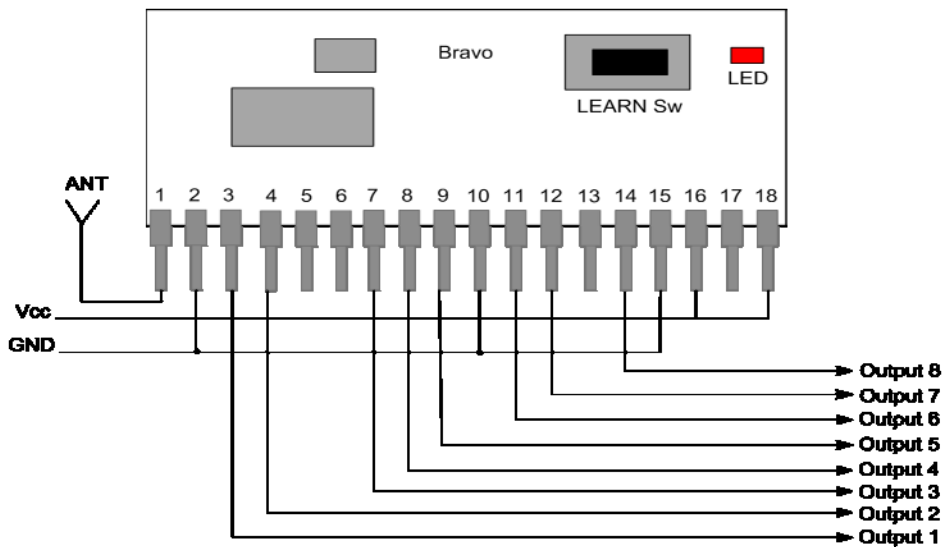 Bravo
LED
LEARN Sw
ANT
1 2 3 4 5 6 7 8 9 10 11 12 13 14 15 16 17 18
Vcc
GND
Output 8
Output 7
Output 6
Output 5
Output 4
Output 3
Output 2
Output 1